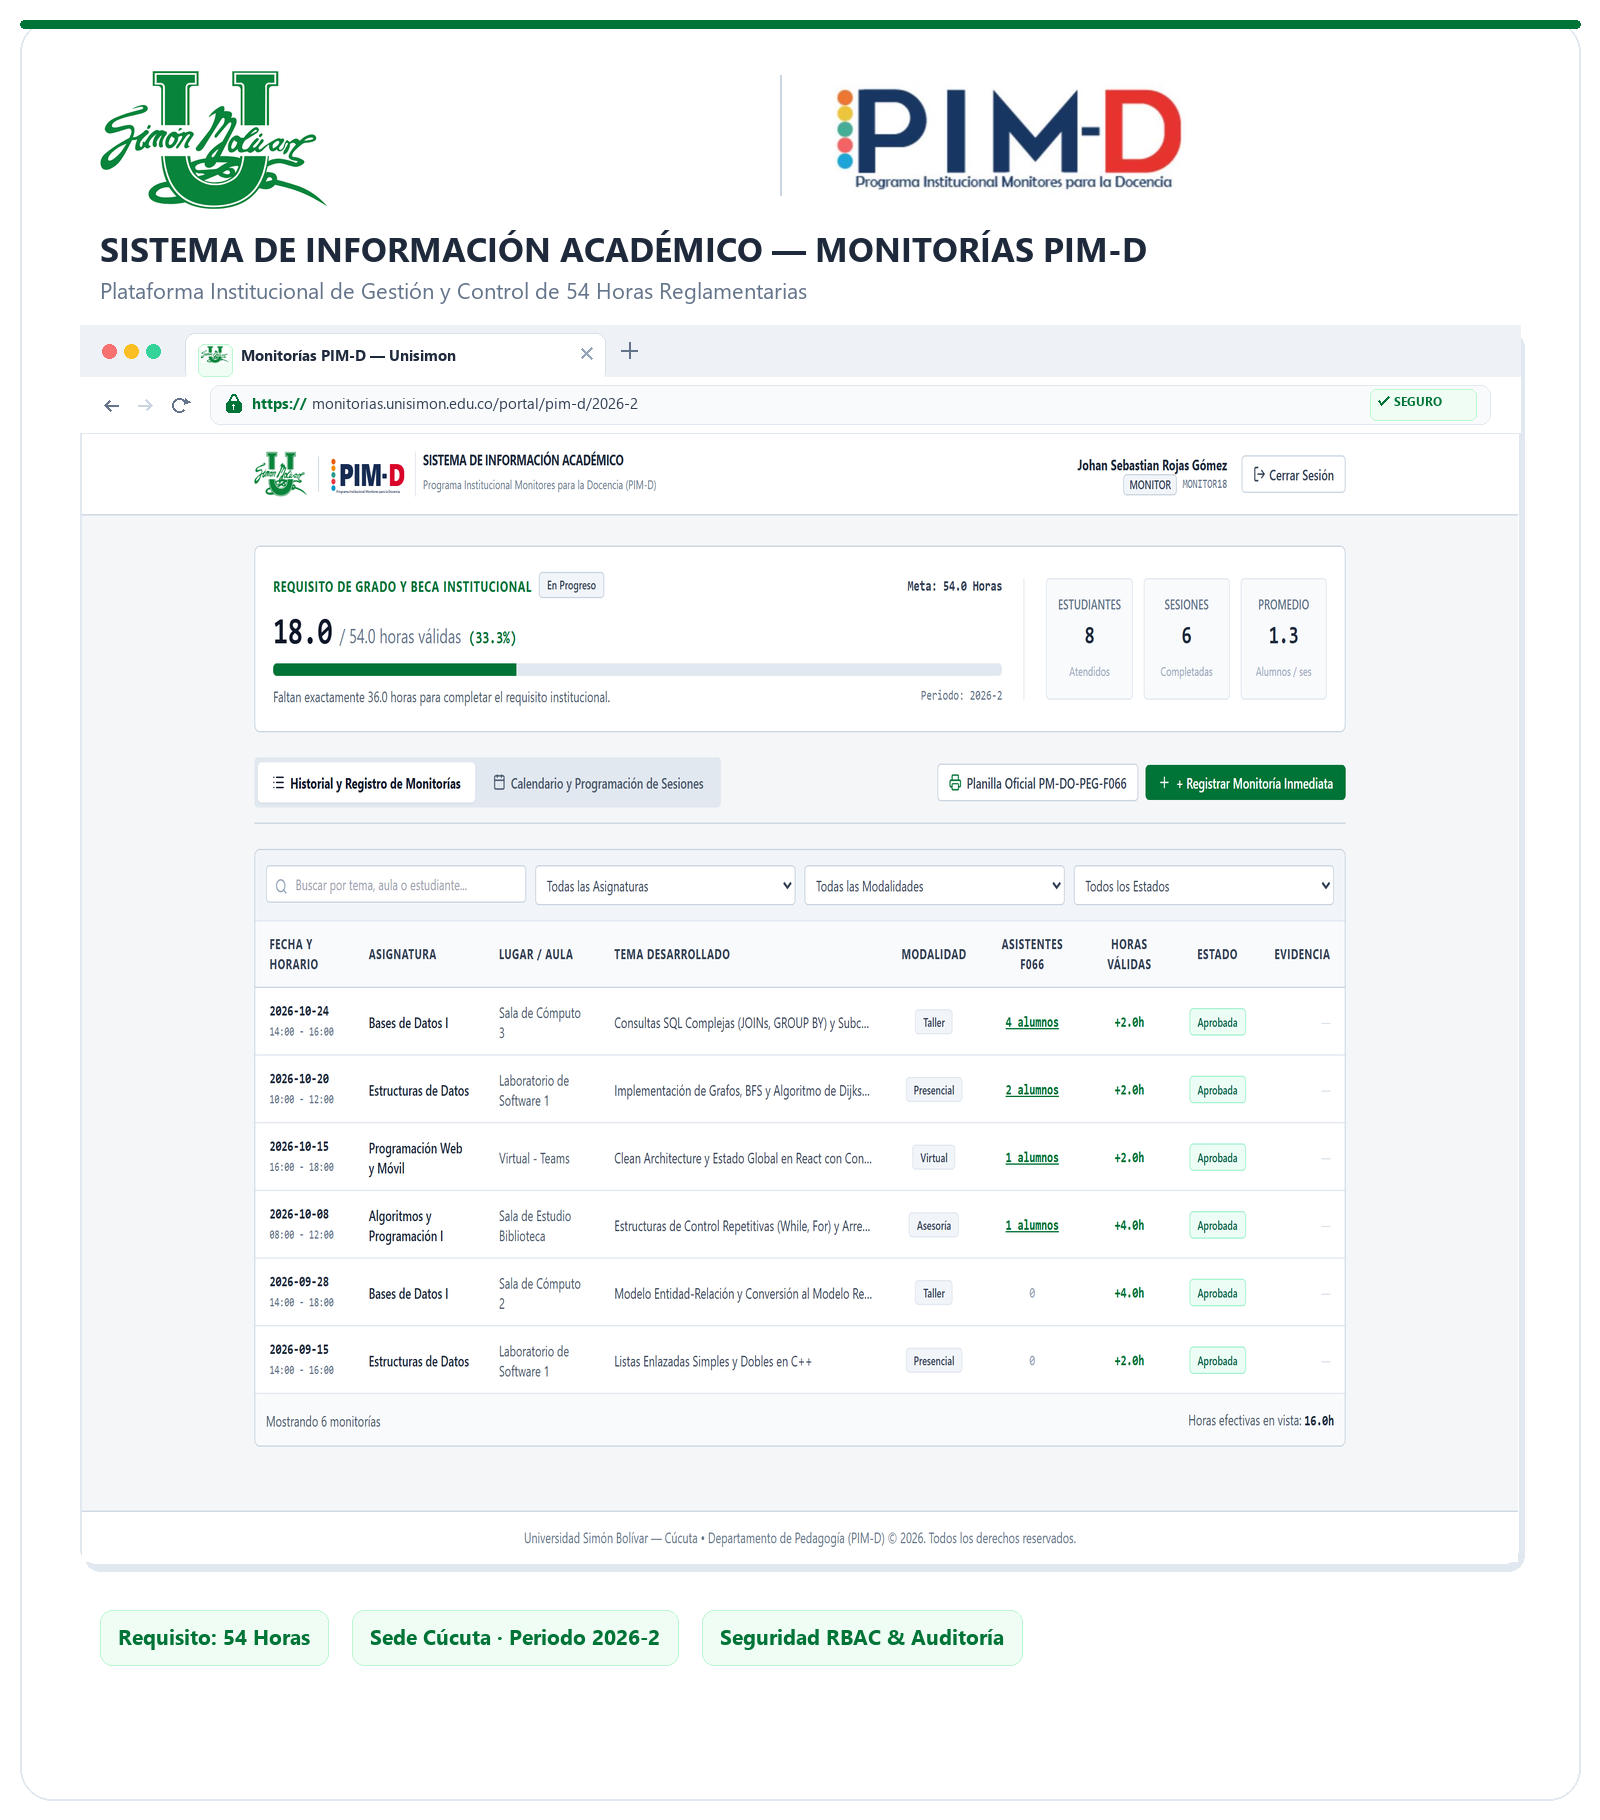 Simón Bolívar
PIM-D
Programa Institucional Monitores para la Docencia
SISTEMA DE INFORMACIÓN ACADÉMICO — MONITORÍAS PIM-D
Plataforma Institucional de Gestión y Control de 54 Horas Reglamentarias
Monitorías PIM-D — Unisimon
https:// monitorias.unisimon.edu.co/portal/pim-d/2026-2
SEGURO
PIM-D
Programa Institucional Monitores para la Docencia
SISTEMA DE INFORMACIÓN ACADÉMICO
Programa Institucional Monitores para la Docencia (PIM-D)
Johan Sebastian Rojas Gómez
MONITOR MONITOR18
Cerrar Sesión
REQUISITO DE GRADO Y BECA INSTITUCIONAL En Progreso
Meta: 54.0 Horas
18.0 / 54.0 horas válidas (33.3%)
Faltan exactamente 36.0 horas para completar el requisito institucional.
Periodo: 2026-2
ESTUDIANTES
8
Atendidos
SESIONES
6
Completadas
PROMEDIO
1.3
Alumnos / ses
Historial y Registro de Monitorías
Calendario y Programación de Sesiones
Planilla Oficial PM-DO-PEG-F066
+ + Registrar Monitoría Inmediata
Buscar por tema, aula o estudiante...
Todas las Asignaturas
Todas las Modalidades
Todos los Estados
FECHA Y
HORARIO
ASIGNATURA
LUGAR / AULA
TEMA DESARROLLADO
MODALIDAD
ASISTENTES
F066
HORAS
VÁLIDAS
ESTADO
EVIDENCIA
2026-10-24
14:00 - 16:00
Bases de Datos I
Sala de Cómputo
3
Consultas SQL Complejas (JOINs, GROUP BY) y Subc...
Taller
4 alumnos
+2.0h
Aprobada
—
2026-10-20
10:00 - 12:00
Estructuras de Datos
Laboratorio de
Software 1
Implementación de Grafos, BFS y Algoritmo de Dijks...
Presencial
2 alumnos
+2.0h
Aprobada
—
2026-10-15
16:00 - 18:00
Programación Web
y Móvil
Virtual - Teams
Clean Architecture y Estado Global en React con Con...
Virtual
1 alumnos
+2.0h
Aprobada
—
2026-10-08
08:00 - 12:00
Algoritmos y
Programación I
Sala de Estudio
Biblioteca
Estructuras de Control Repetitivas (While, For) y Arre...
Asesoría
1 alumnos
+4.0h
Aprobada
—
2026-09-28
14:00 - 18:00
Bases de Datos I
Sala de Cómputo
2
Modelo Entidad-Relación y Conversión al Modelo Re...
Taller
0
+4.0h
Aprobada
—
2026-09-15
14:00 - 16:00
Estructuras de Datos
Laboratorio de
Software 1
Listas Enlazadas Simples y Dobles en C++
Presencial
0
+2.0h
Aprobada
—
Mostrando 6 monitorías
Horas efectivas en vista: 16.0h
Universidad Simón Bolívar — Cúcuta • Departamento de Pedagogía (PIM-D) © 2026. Todos los derechos reservados.
Requisito: 54 Horas
Sede Cúcuta · Periodo 2026-2
Seguridad RBAC & Auditoría